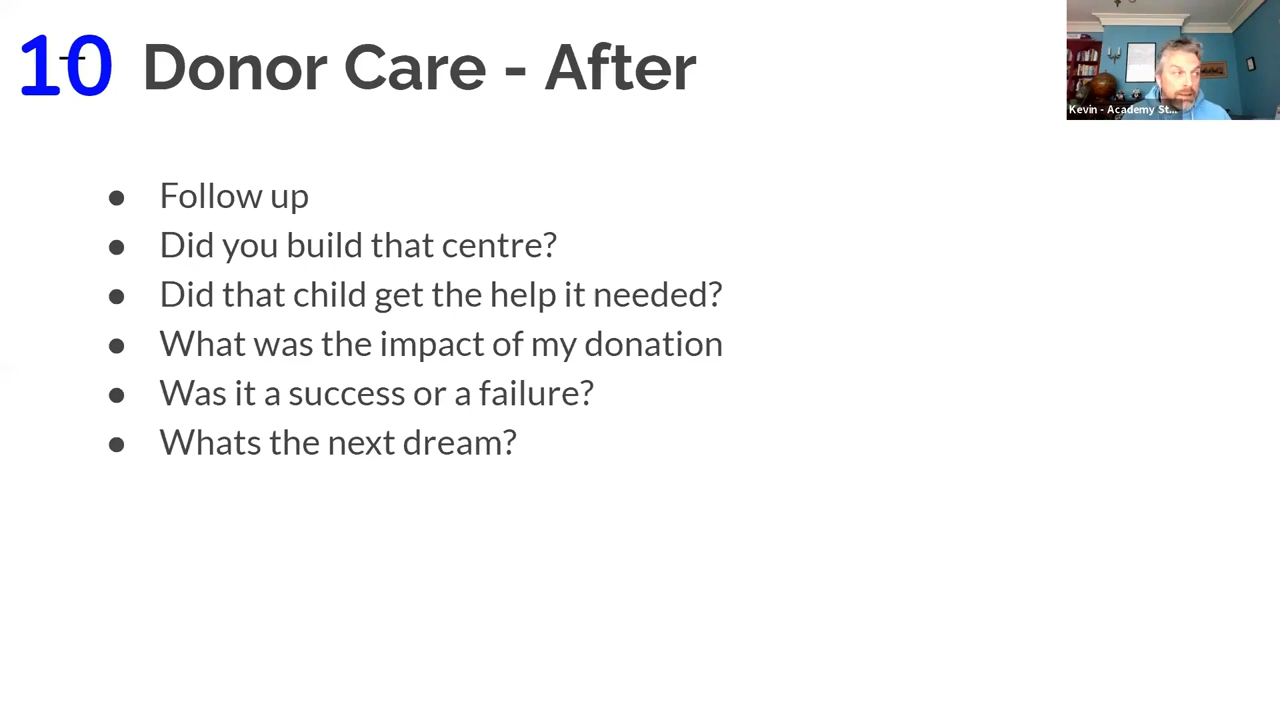 10 Donor Care - After
Kevin - Academy St...
● Follow up
● Did you build that centre?
● Did that child get the help it needed?
● What was the impact of my donation
● Was it a success or a failure?
● Whats the next dream?